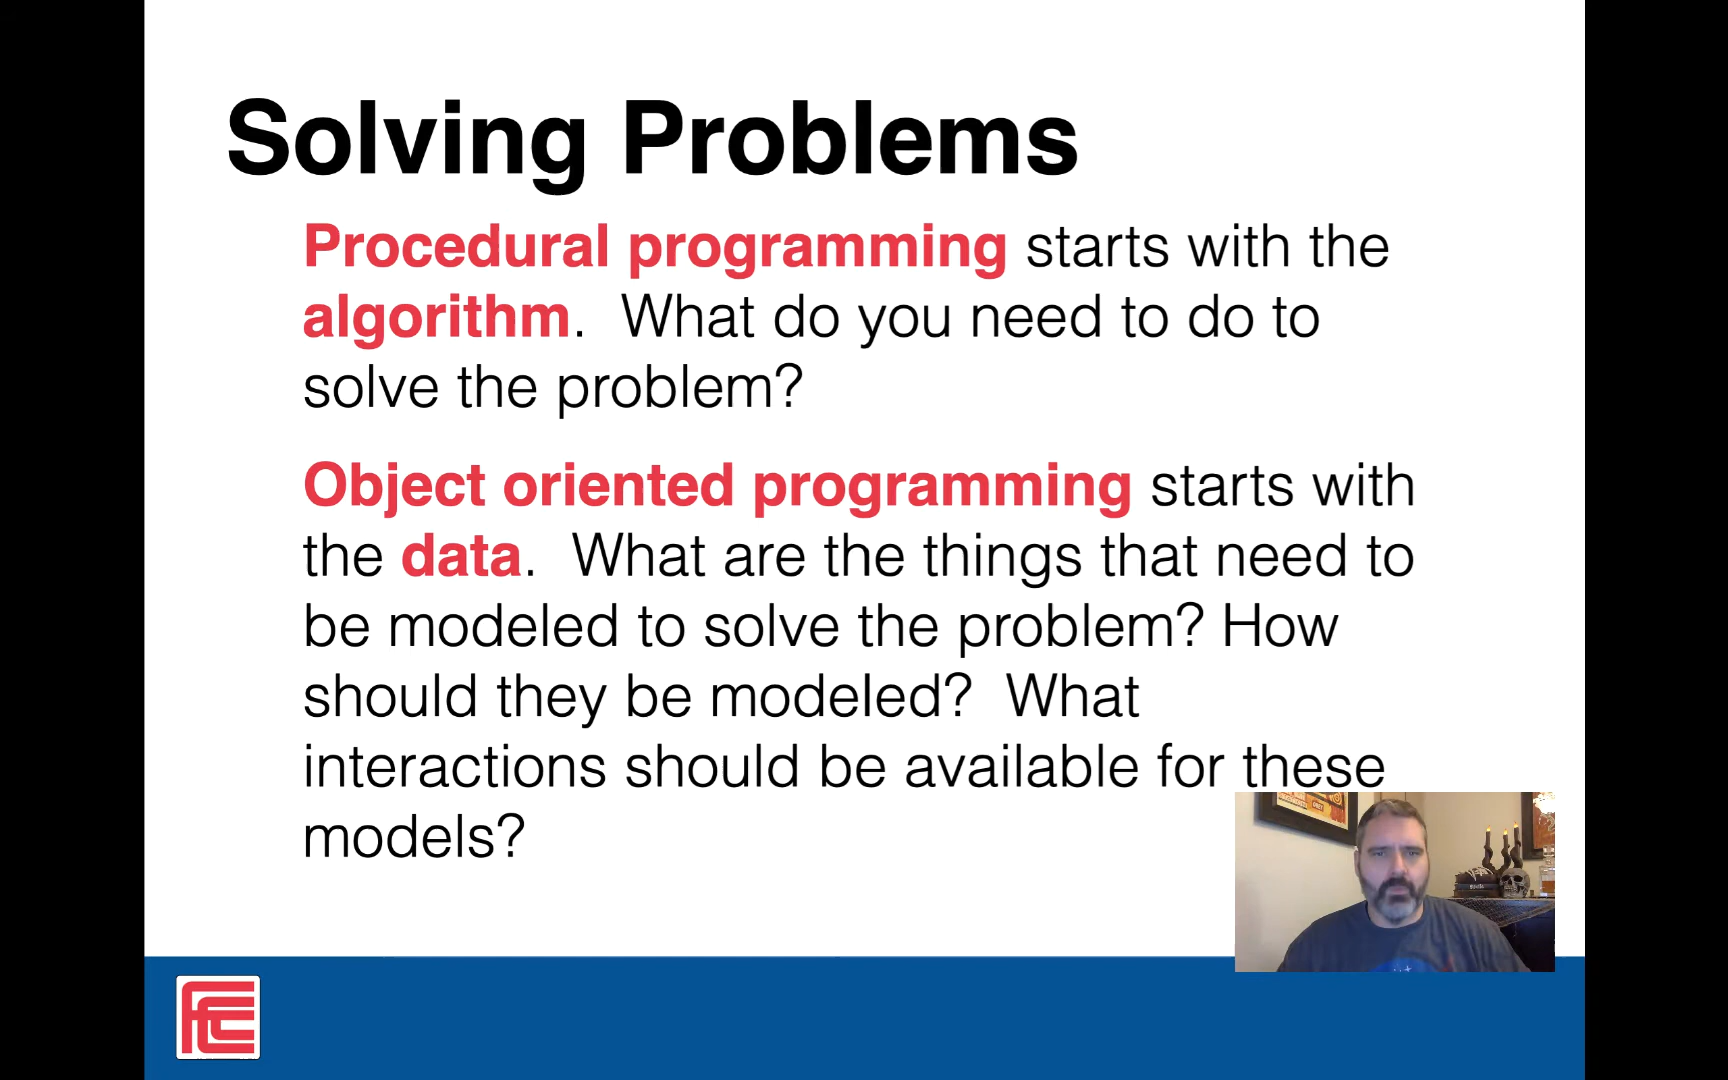 Solving Problems
Procedural programming starts with the
algorithm.  What do you need to do to
solve the problem?
Object oriented programming starts with
the data.  What are the things that need to
be modeled to solve the problem? How
should they be modeled?  What
interactions should be available for these
models?
FCC